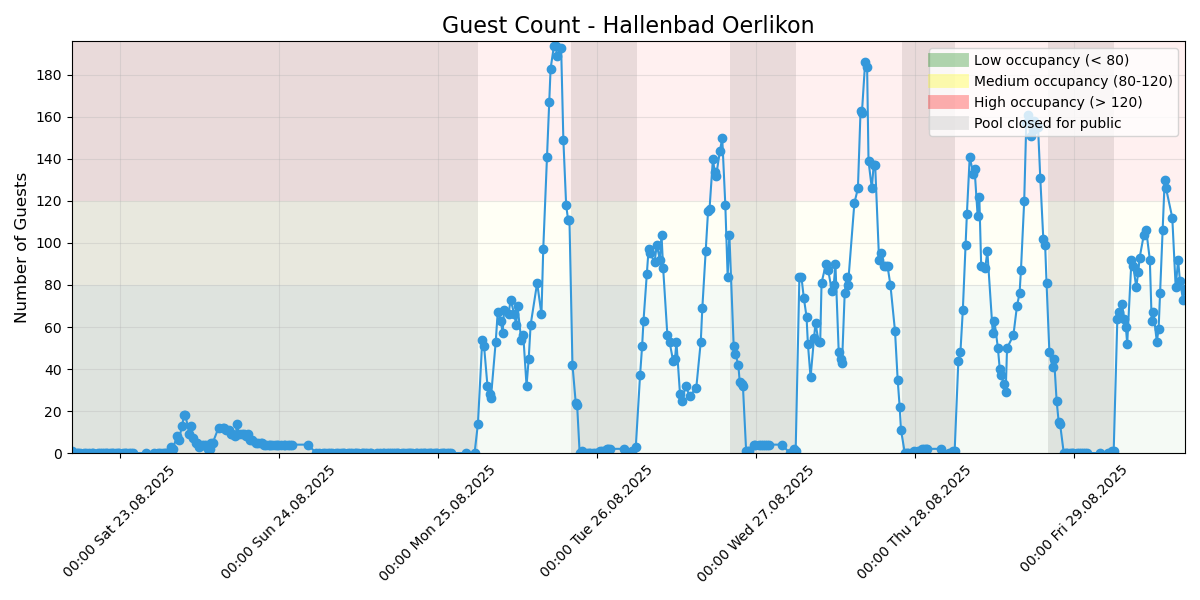 Guest Count - Hallenbad Oerlikon
Number of Guests
180
160
140
120
100
80
60
40
20
0
Low occupancy (< 80)
Medium occupancy (80-120)
High occupancy (> 120)
Pool closed for public
00:00 Sat 23.08.2025
00:00 Sun 24.08.2025
00:00 Mon 25.08.2025
00:00 Tue 26.08.2025
00:00 Wed 27.08.2025
00:00 Thu 28.08.2025
00:00 Fri 29.08.2025